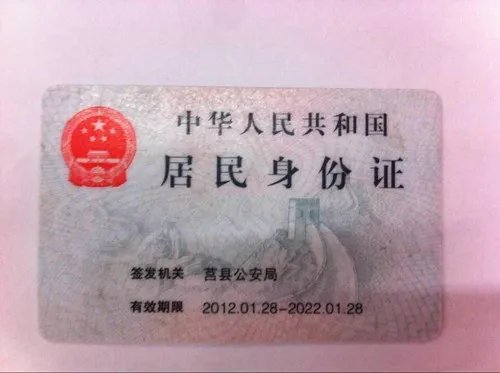 中华人民共和国
居民身份证
签发机关 莒县公安局
有效期限 2012.01.28-2022.01.28